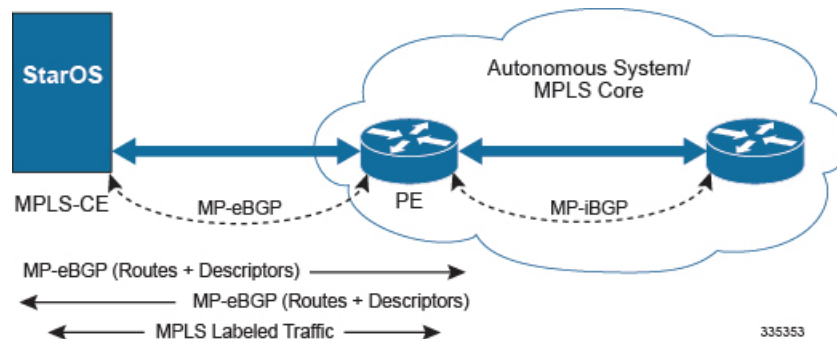 StarOS
Autonomous System/
MPLS Core
MPLS-CE
MP-eBGP
PE
MP-iBGP
MP-eBGP (Routes + Descriptors)
MP-eBGP (Routes + Descriptors)
MPLS Labeled Traffic
335353